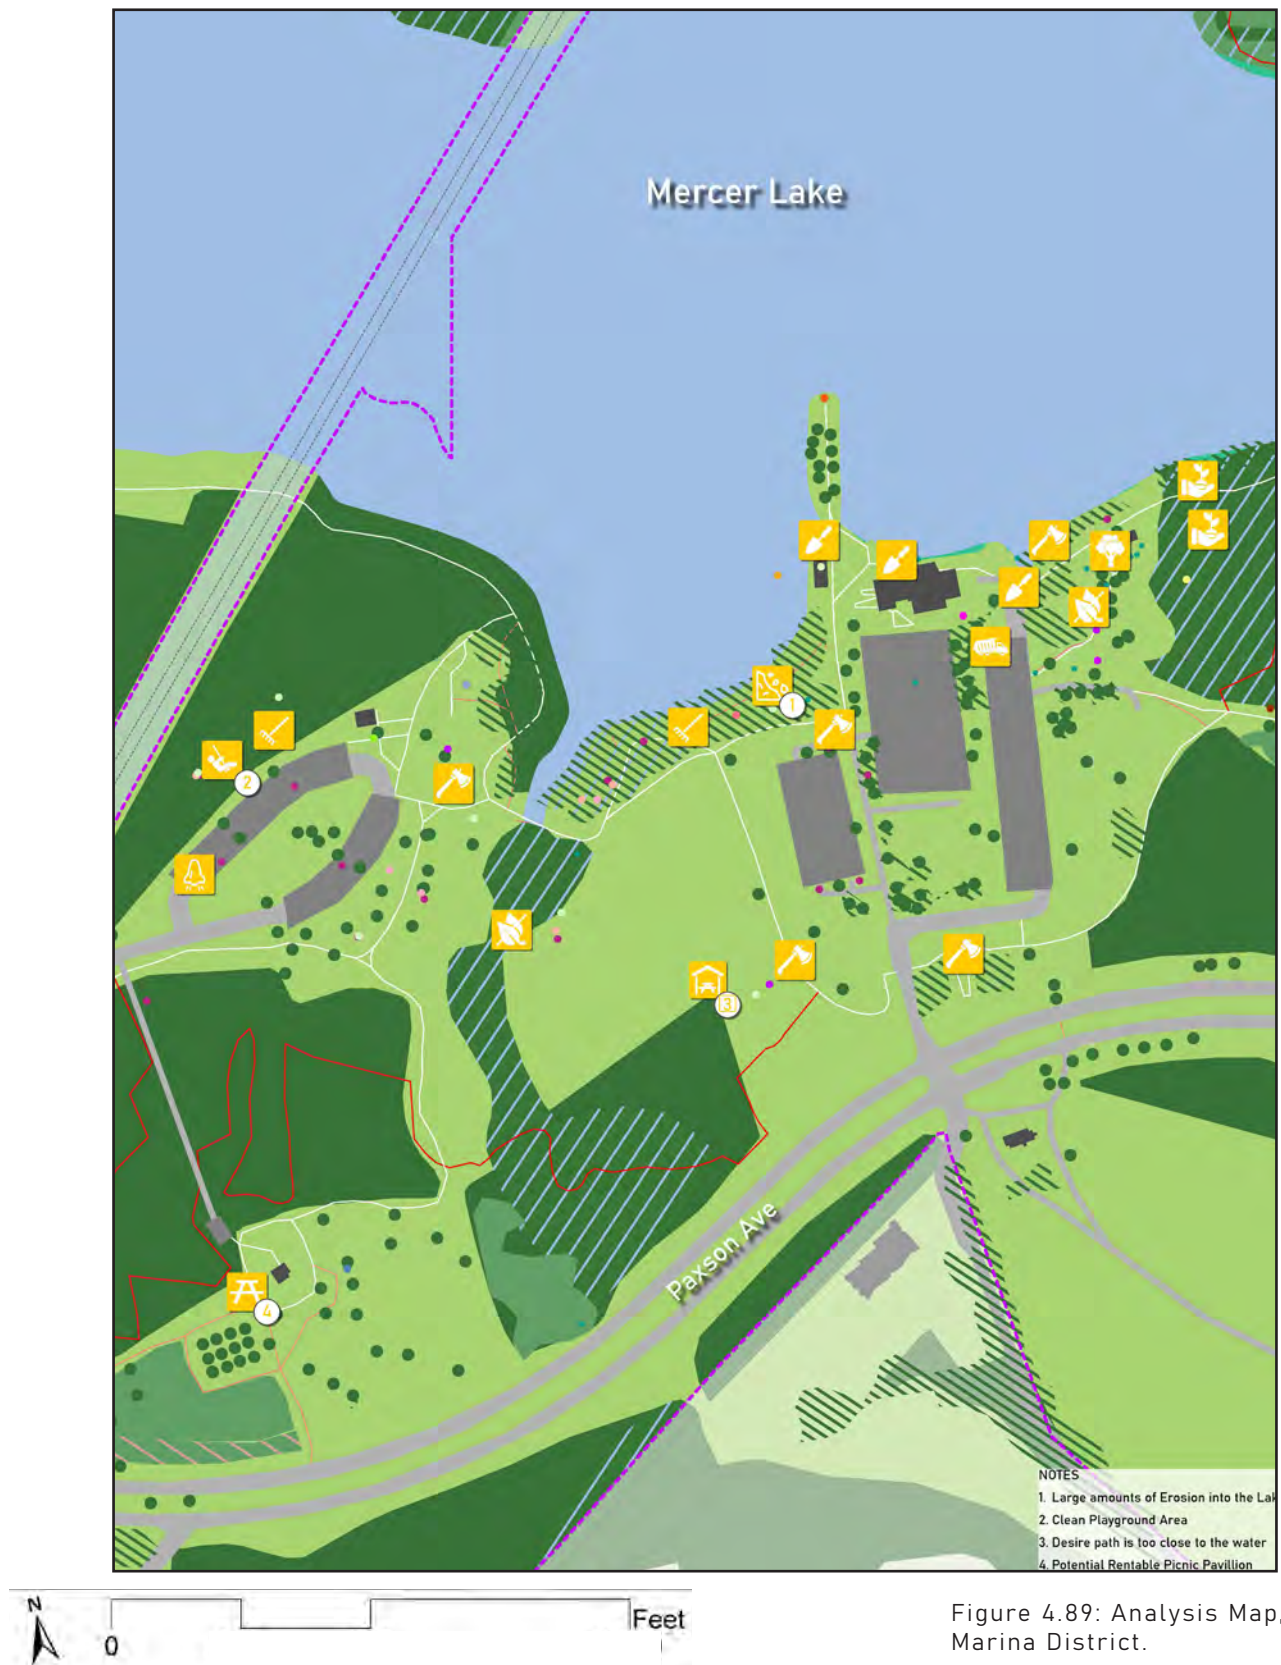 Mercer Lake
1
2
3
4
Paxson Ave
NOTES
1. Large amounts of Erosion into the Lak
2. Clean Playground Area
3. Desire path is too close to the water
4. Potential Rentable Picnic Pavillion
N
0
Feet
Figure 4.89: Analysis Map,
Marina District.